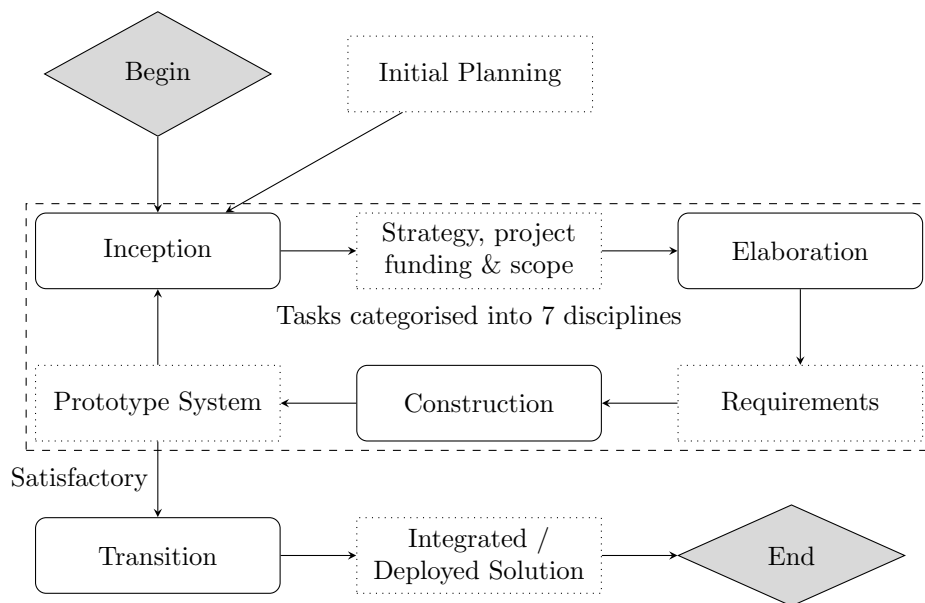 Begin
Initial Planning
Inception
Strategy, project
funding & scope
Elaboration
Tasks categorised into 7 disciplines
Prototype System
Construction
Requirements
Satisfactory
Transition
Integrated /
Deployed Solution
End